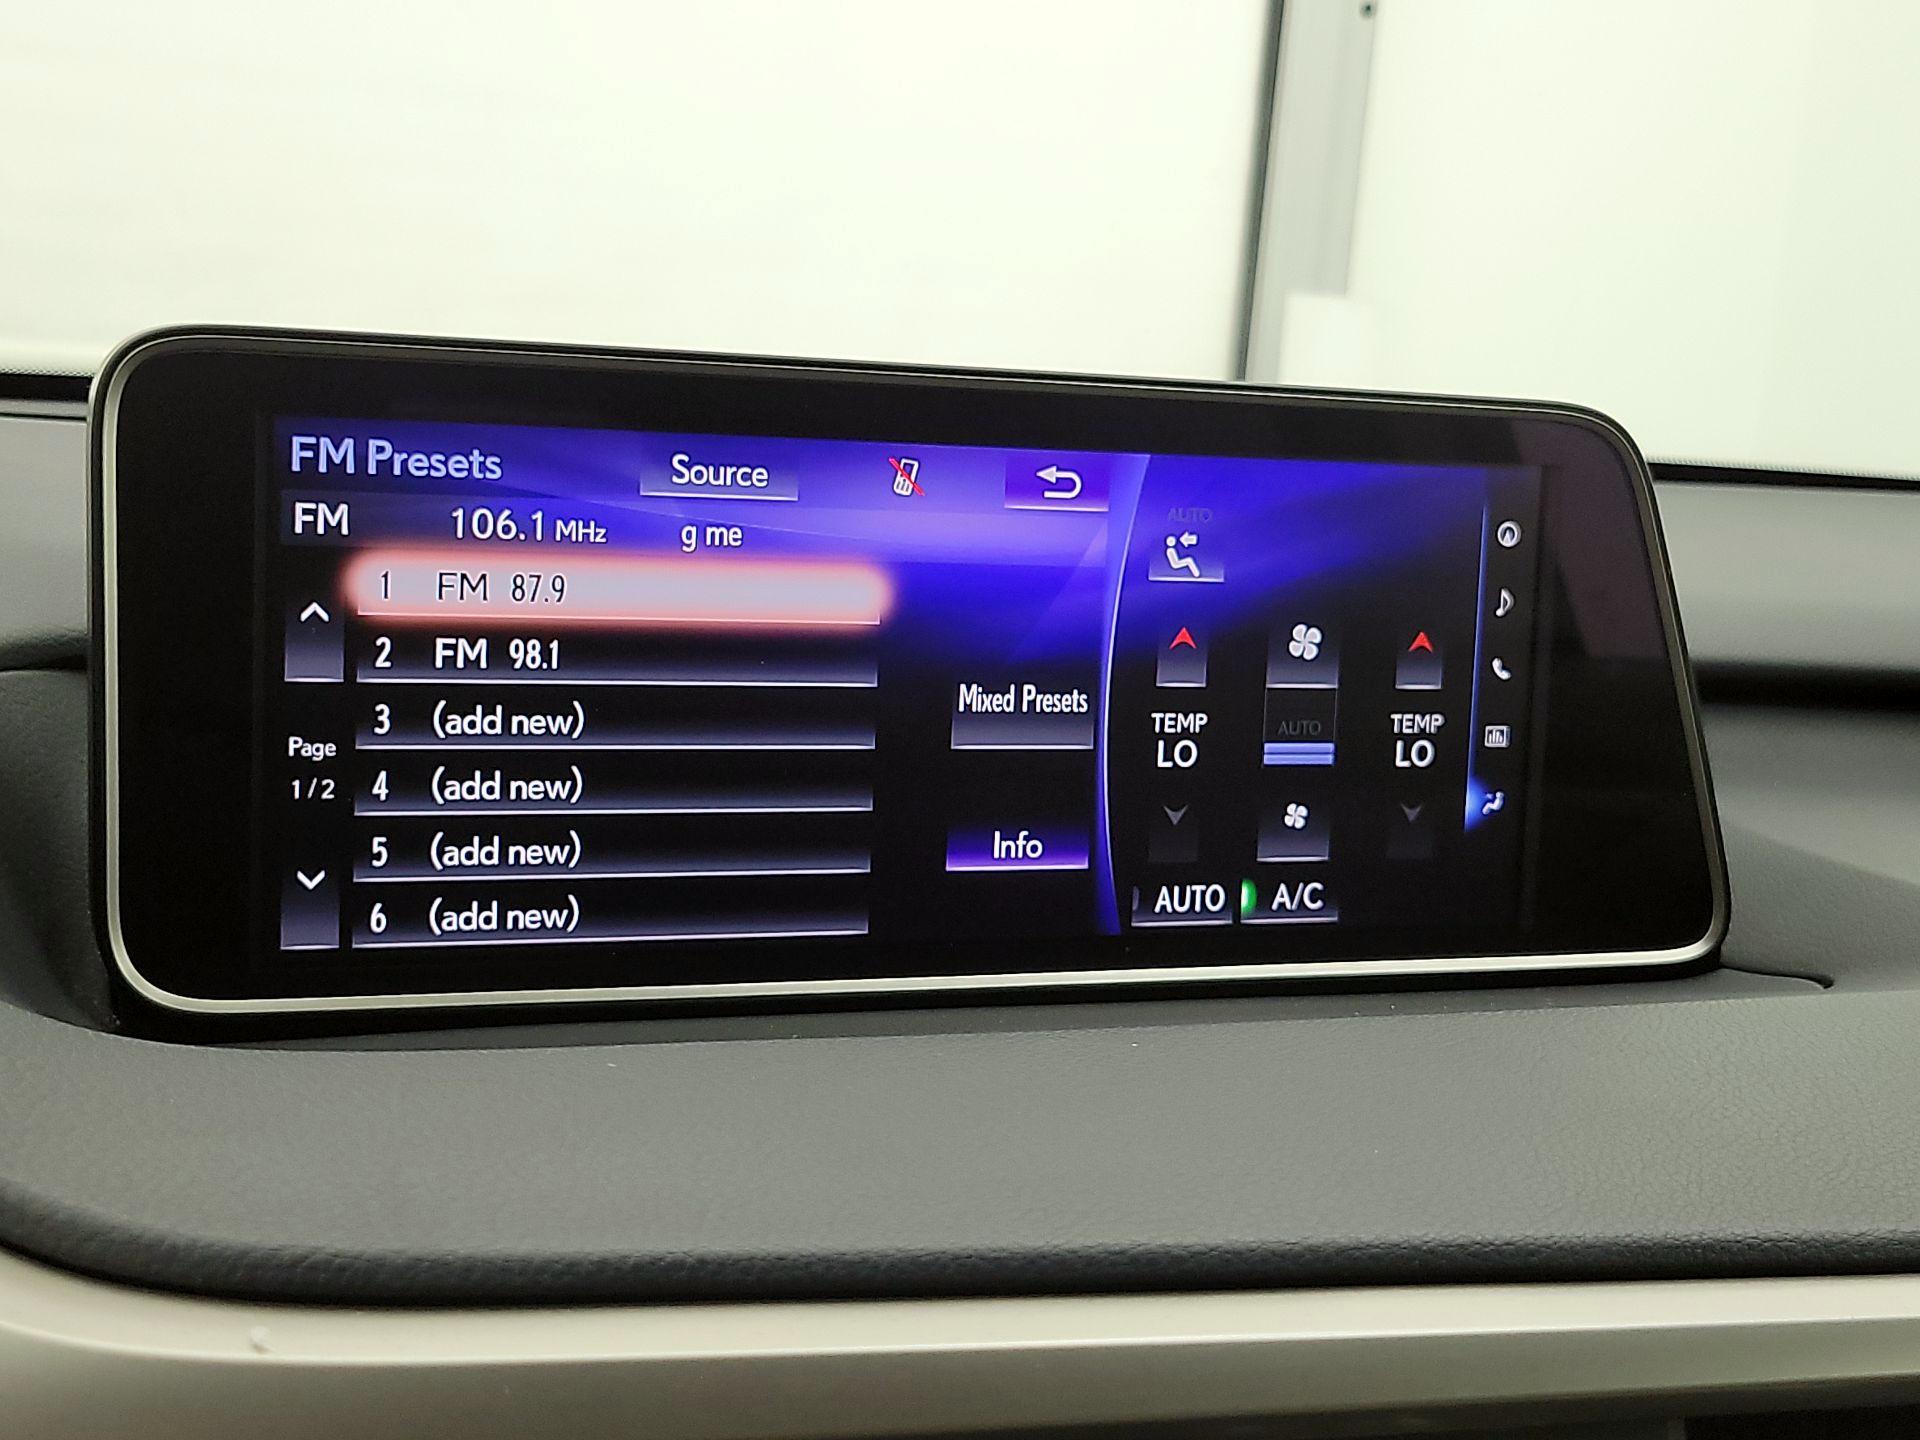 FM Presets
Source
FM 106.1 MHz g me
1 FM 87.9
2 FM 98.1
3 (add new)
4 (add new)
5 (add new)
6 (add new)
Page
1/2
Mixed Presets
Info
AUTO
TEMP
LO
AUTO
TEMP
LO
AUTO
A/C